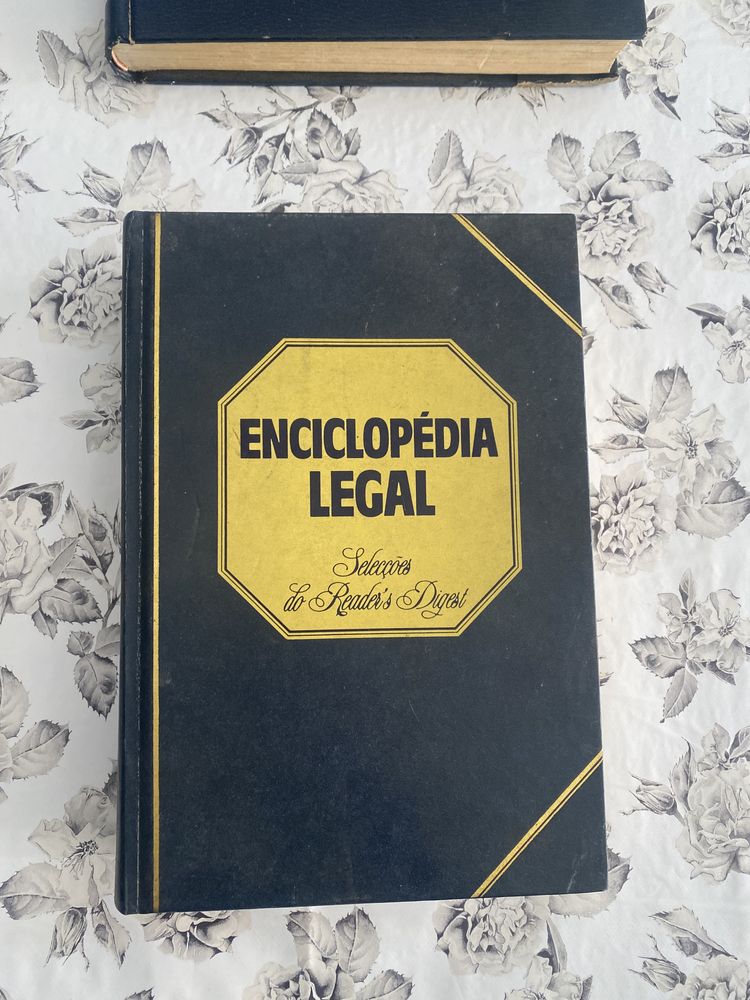 ENCICLOPÉDIA
LEGAL
Selecções
do Reader's Digest